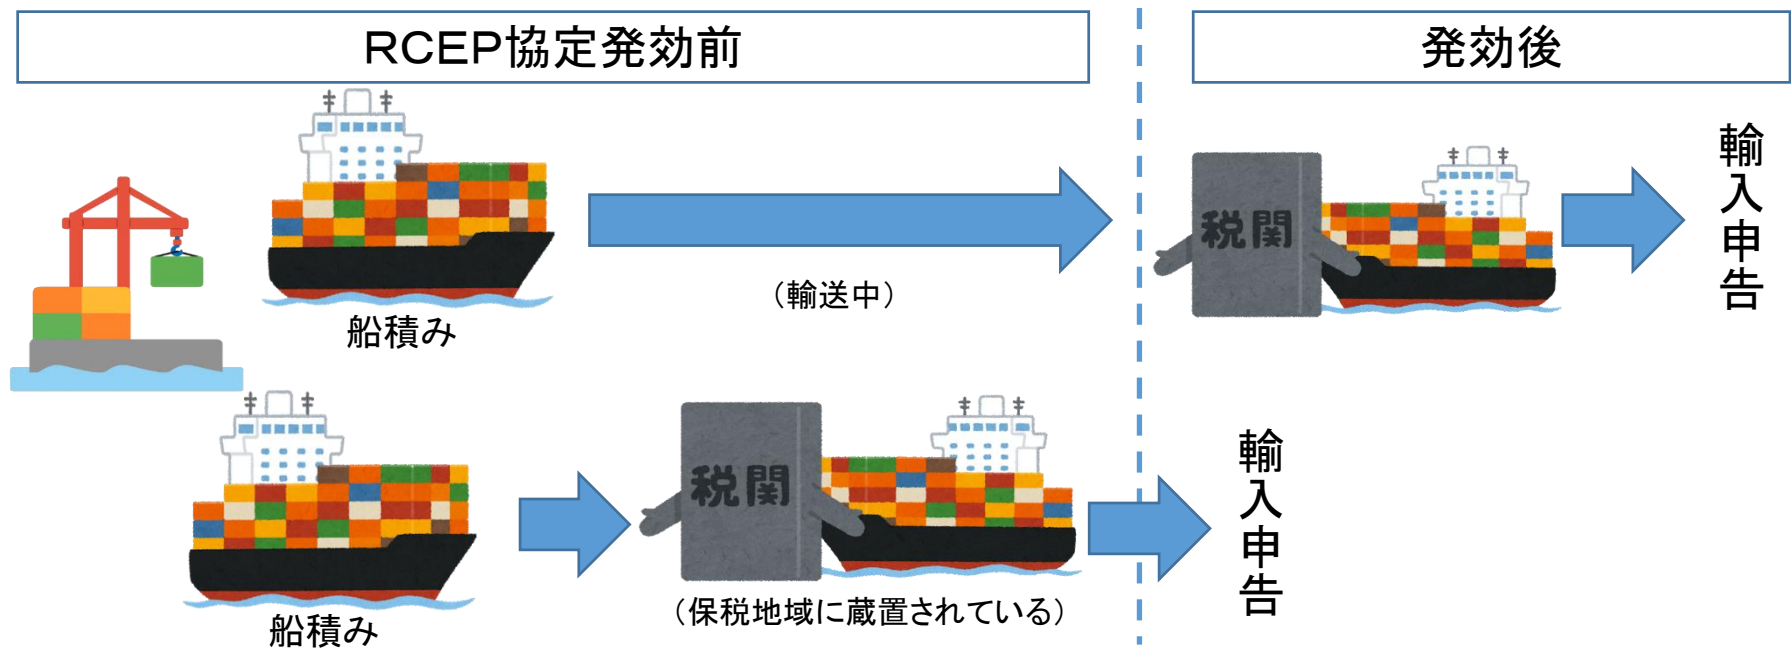 ＲＣＥＰ協定発効前
発効後
税関
輸入申告
（輸送中）
船積み
税関
輸入申告
（保税地域に蔵置されている）
船積み